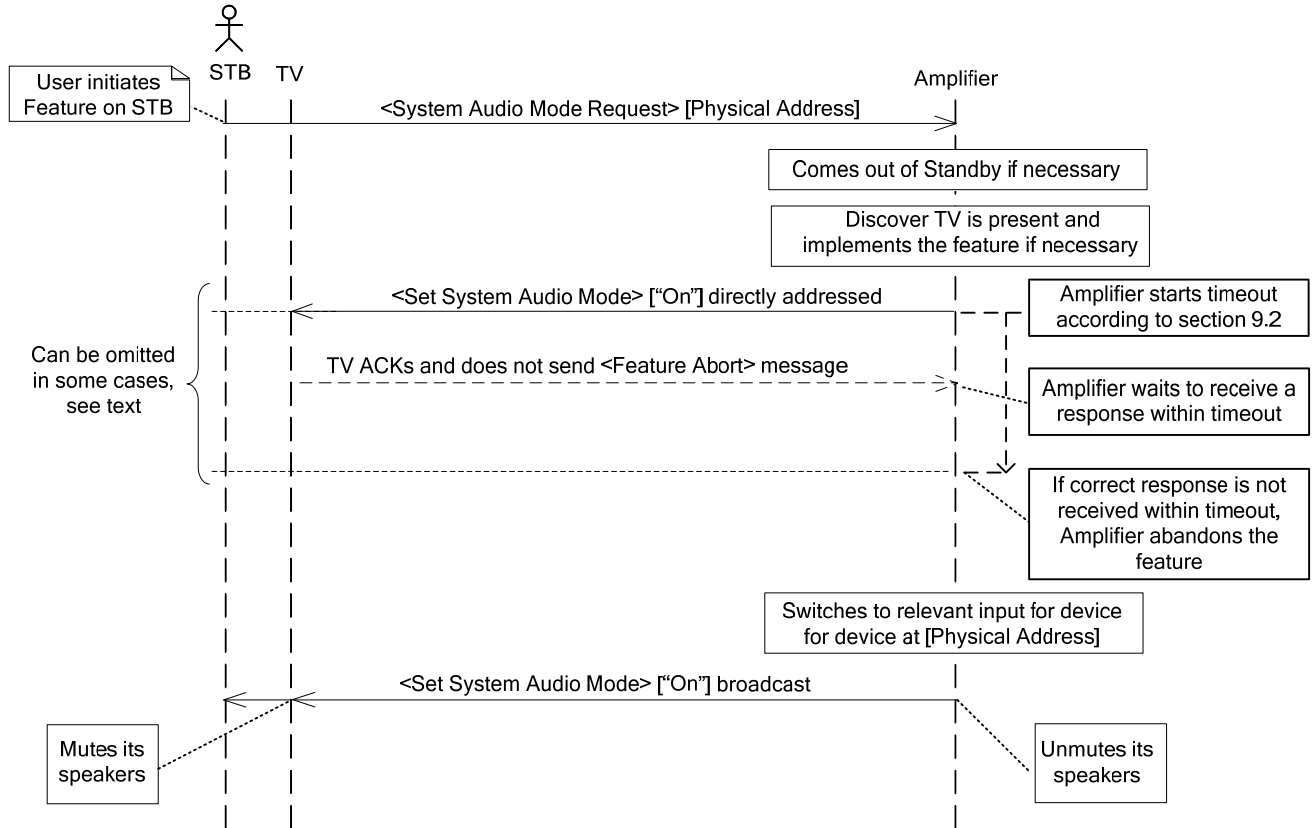 STB
TV
Amplifier
User initiates
Feature on STB
<System Audio Mode Request> [Physical Address]
Comes out of Standby if necessary
Discover TV is present and
implements the feature if necessary
<Set System Audio Mode> [“On”] directly addressed
Amplifier starts timeout
according to section 9.2
Can be omitted
in some cases,
see text
TV ACKs and does not send <Feature Abort> message
Amplifier waits to receive a
response within timeout
If correct response is not
received within timeout,
Amplifier abandons the
feature
Switches to relevant input for device
for device at [Physical Address]
<Set System Audio Mode> [“On”] broadcast
Mutes its
speakers
Unmutes its
speakers